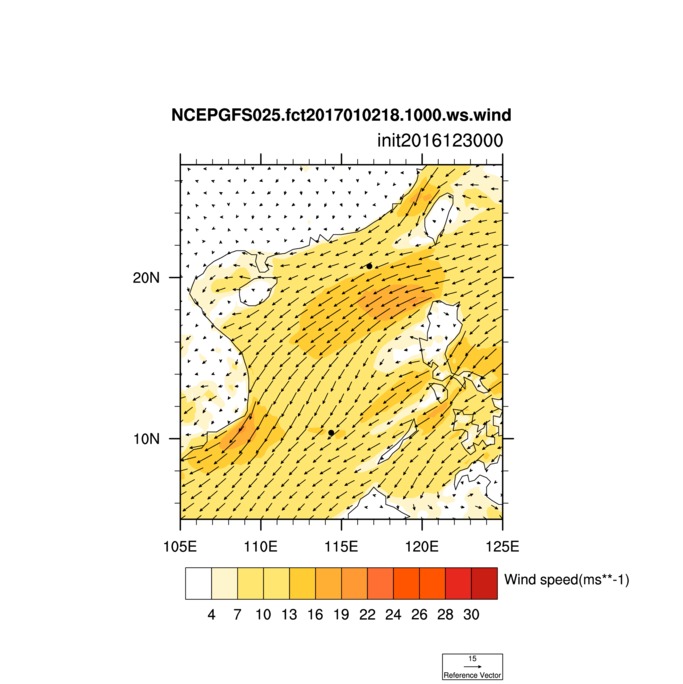 NCEPGFS025.fct2017010218.1000.ws.wind
init2016123000
20N
10N
105E 110E 115E 120E 125E
Wind speed(ms**-1)
4 7 10 13 16 19 22 24 26 28 30
15
Reference Vector